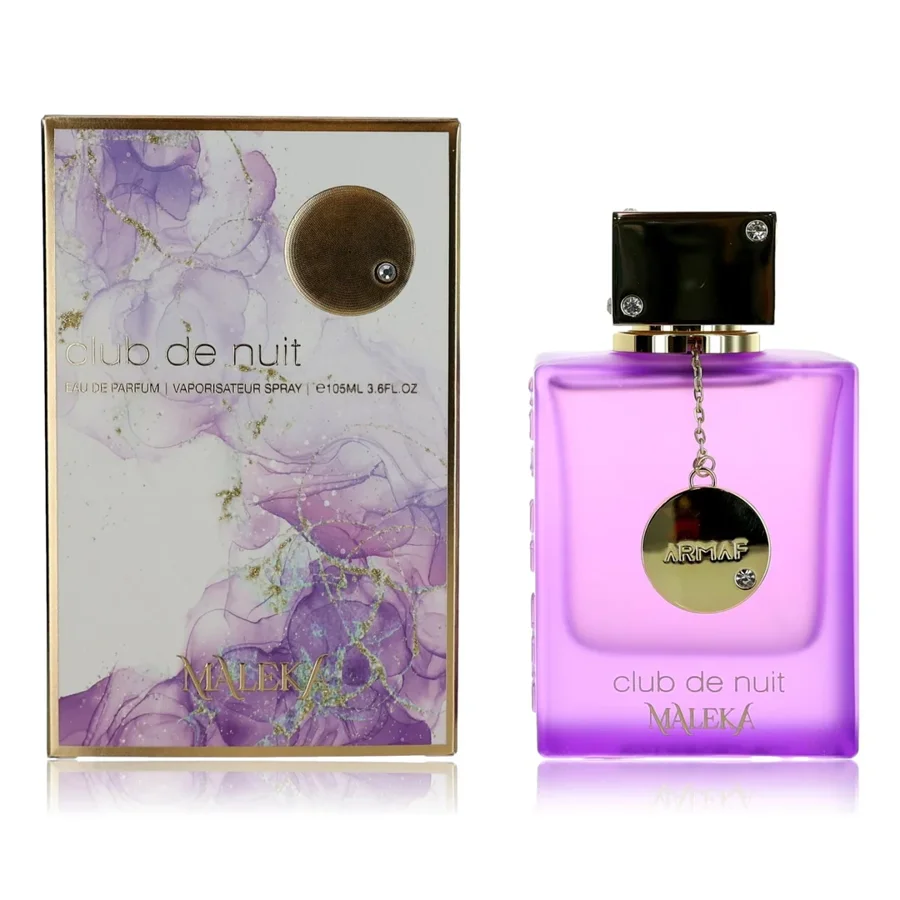 club de nuit
EAU DE PARFUM | VAPORISATEUR SPRAY | ℮105ML 3.6FL.OZ
MALEKA
ARMAF
club de nuit
MALEKA